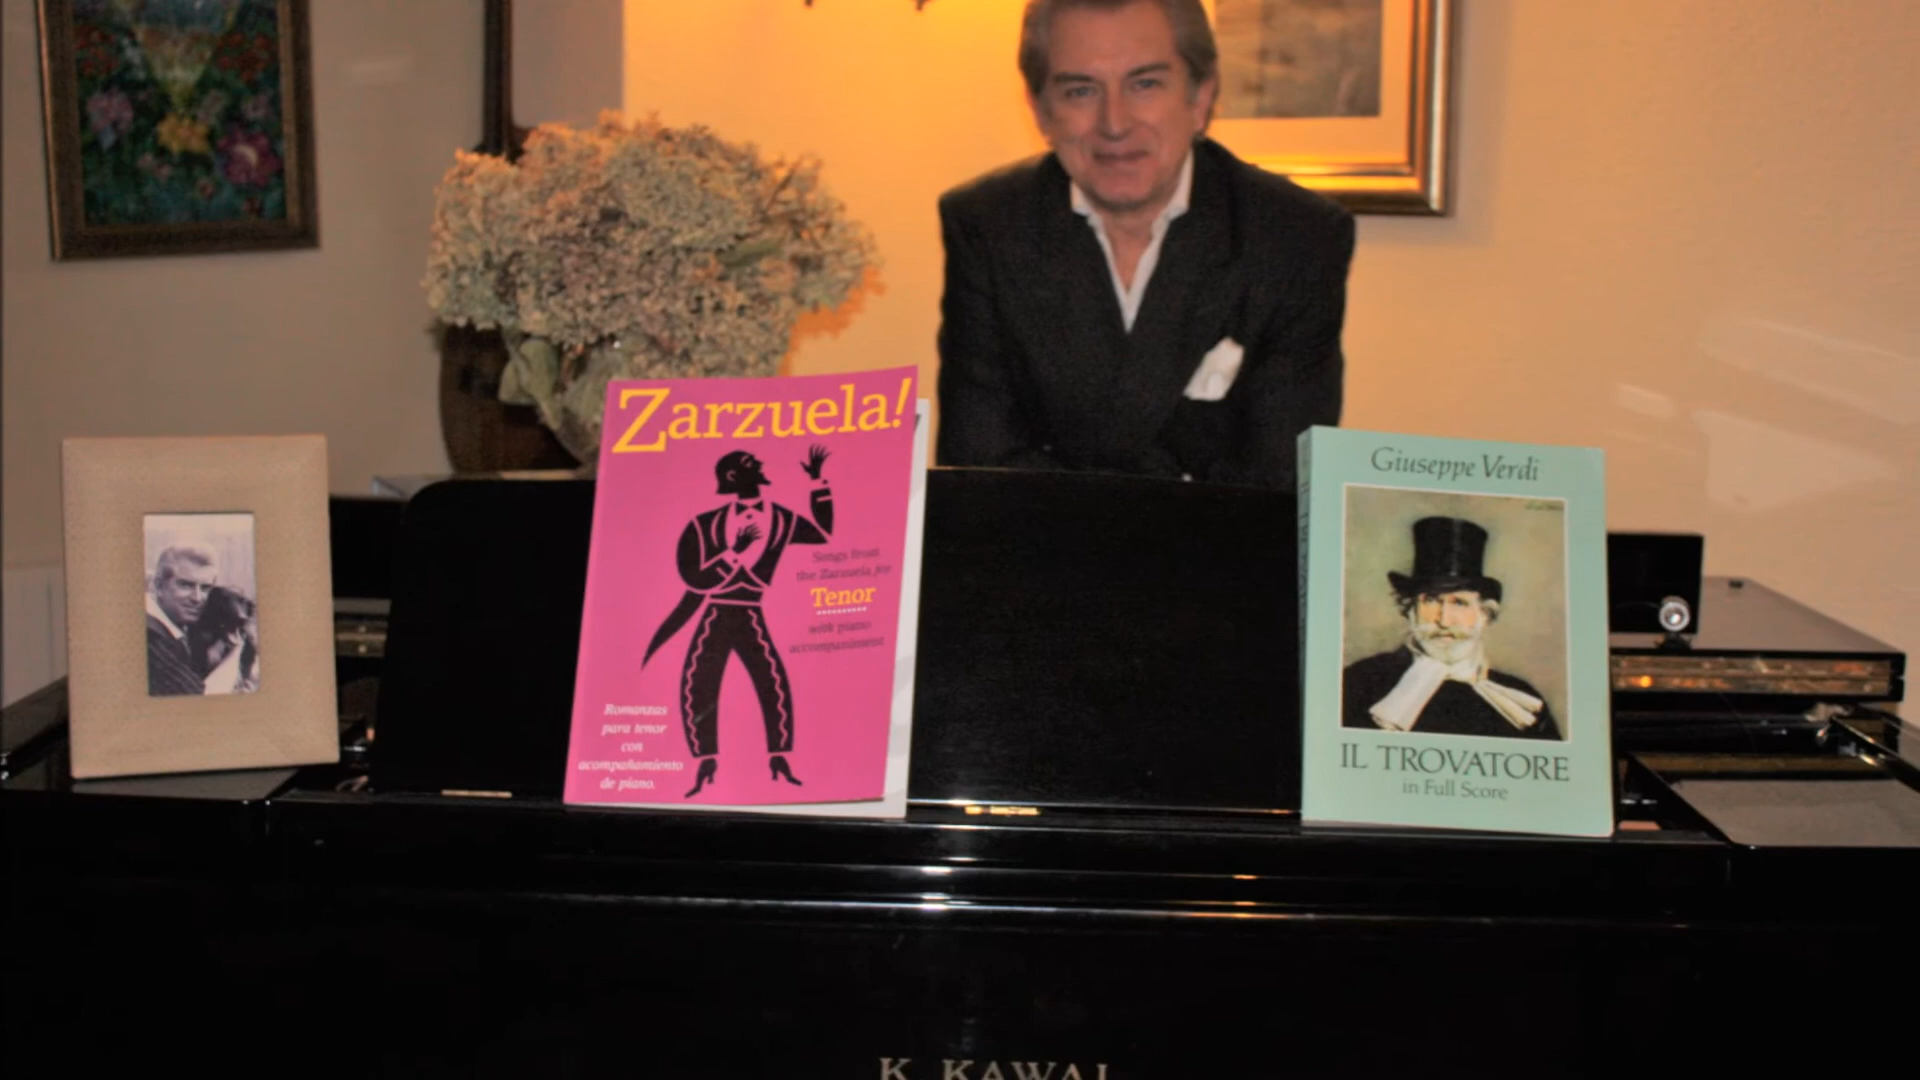 Zarzuela!
Songs from
the Zarzuela for
Tenor
with piano
accompaniment
Romanzas
para tenor
con
acompañamiento
de piano.
Giuseppe Verdi
IL TROVATORE
in Full Score
K. KAWAI